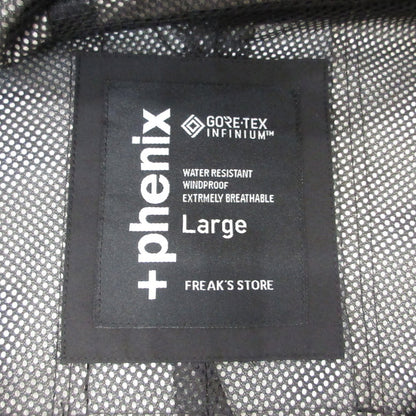 +phenix
GORE-TEX
INFINIUM™
WATER RESISTANT
WINDPROOF
EXTRMELY BREATHABLE
Large
FREAK'S STORE